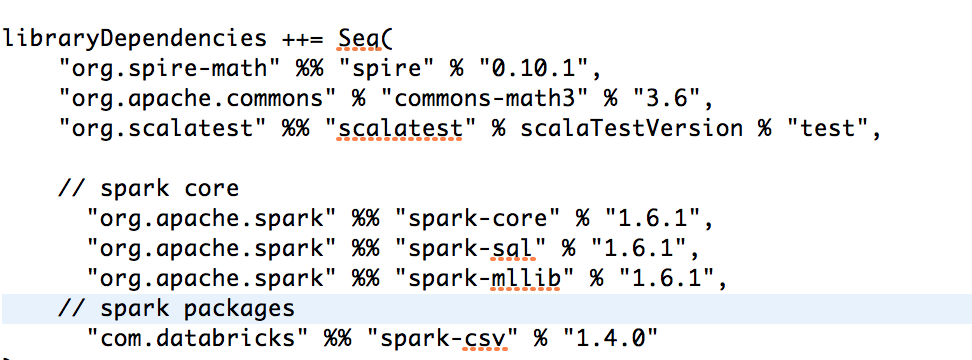 libraryDependencies ++= Seq(
"org.spire-math" %% "spire" % "0.10.1",
"org.apache.commons" % "commons-math3" % "3.6",
"org.scalatest" %% "scalatest" % scalaTestVersion % "test",
// spark core
"org.apache.spark" %% "spark-core" % "1.6.1",
"org.apache.spark" %% "spark-sql" % "1.6.1",
"org.apache.spark" %% "spark-mllib" % "1.6.1",
// spark packages
"com.databricks" %% "spark-csv" % "1.4.0"